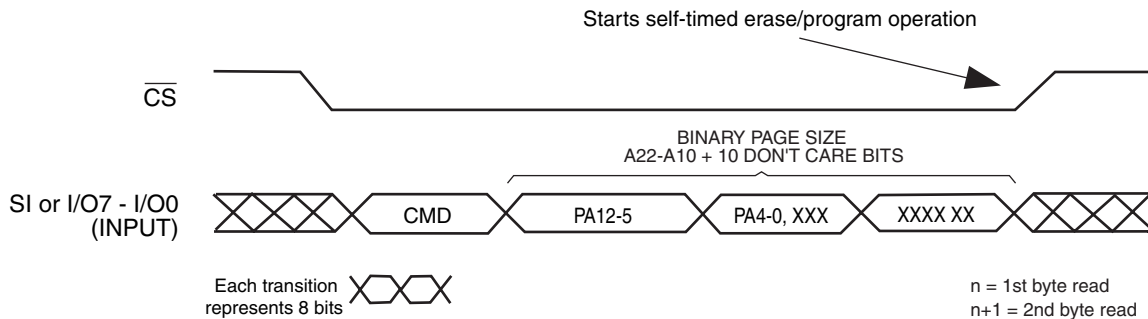 Starts self-timed erase/program operation
CS
BINARY PAGE SIZE
A22-A10 + 10 DON'T CARE BITS
SI or I/O7 - I/O0
(INPUT)
CMD
PA12-5
PA4-0, XXX
XXXX XX
Each transition
represents 8 bits
n = 1st byte read
n+1 = 2nd byte read